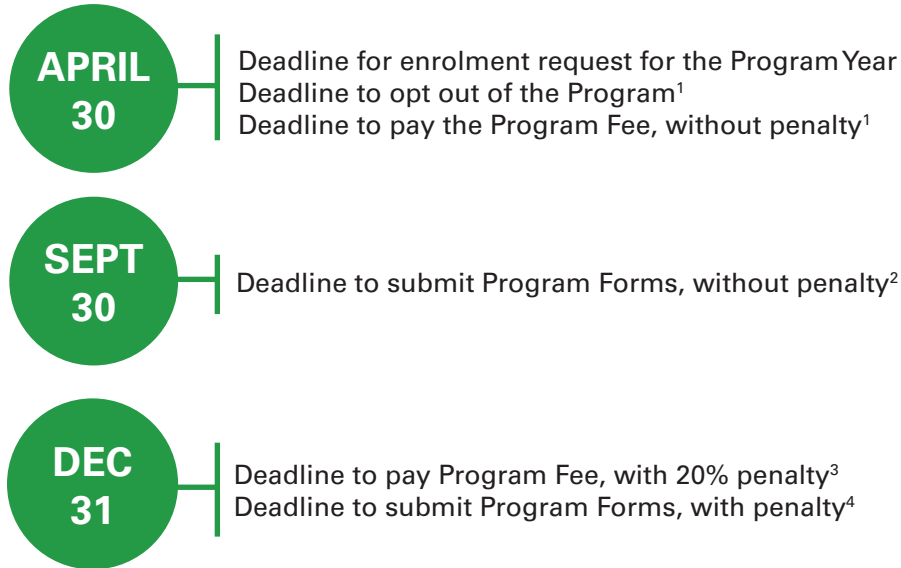 APRIL
30
Deadline for enrolment request for the Program Year
Deadline to opt out of the Program¹
Deadline to pay the Program Fee, without penalty¹
SEPT
30
Deadline to submit Program Forms, without penalty²
DEC
31
Deadline to pay Program Fee, with 20% penalty³
Deadline to submit Program Forms, with penalty⁴